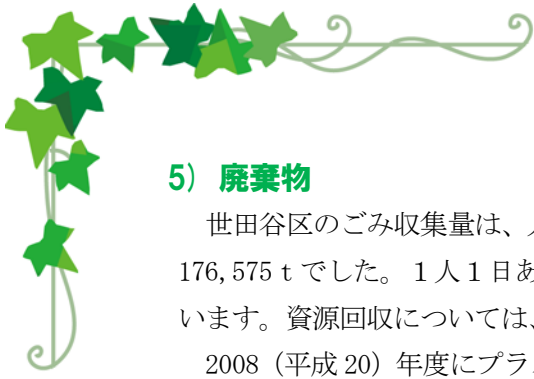 5) 廃棄物
世田谷区のごみ収集量は、
176,575ｔでした。１人１日あ
います。資源回収については、
2008（平成 20）年度にプラ